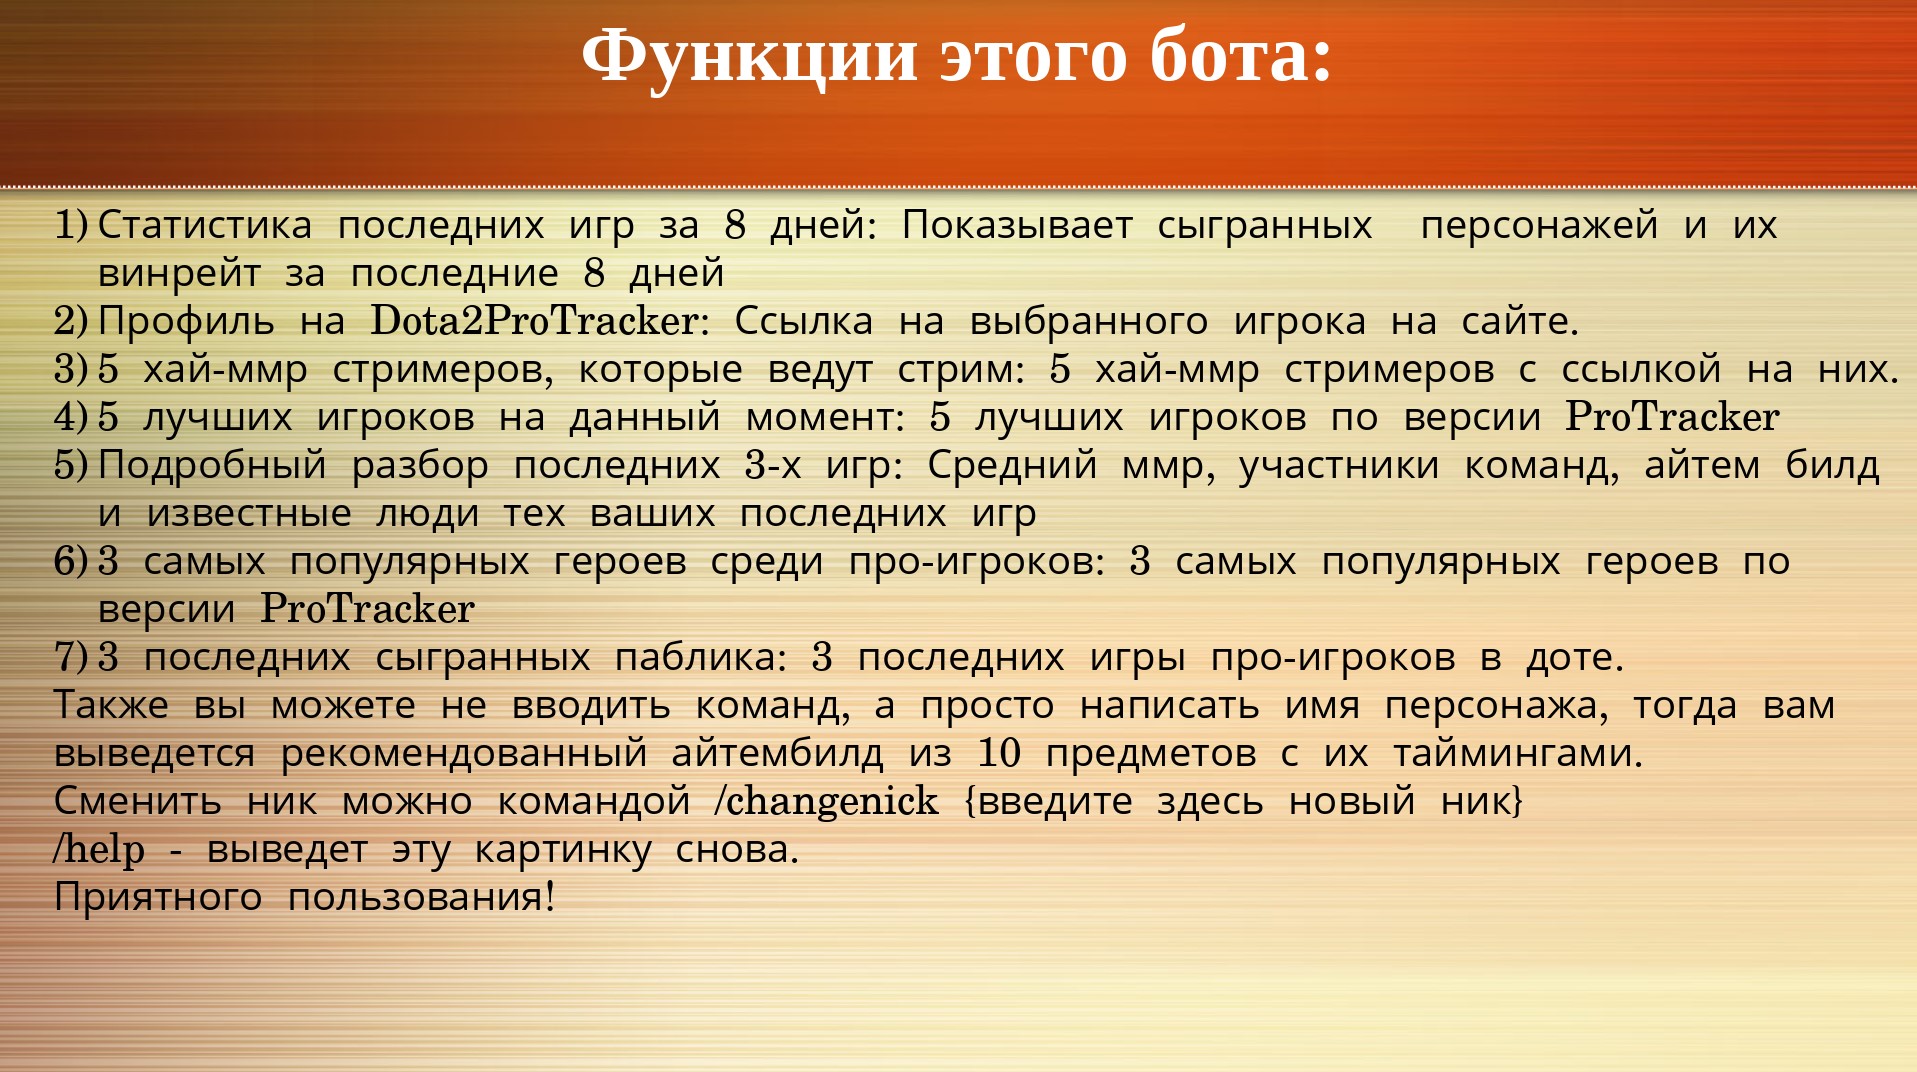 Функции этого бота:
1) Статистика последних игр за 8 дней: Показывает сыгранных персонажей и их
винрейт за последние 8 дней
2) Профиль на Dota2ProTracker: Ссылка на выбранного игрока на сайте.
3) 5 хай-ммр стримеров, которые ведут стрим: 5 хай-ммр стримеров с ссылкой на них.
4) 5 лучших игроков на данный момент: 5 лучших игроков по версии ProTracker
5) Подробный разбор последних 3-х игр: Средний ммр, участники команд, айтем билд
и известные люди тех ваших последних игр
6) 3 самых популярных героев среди про-игроков: 3 самых популярных героев по
версии ProTracker
7) 3 последних сыгранных паблика: 3 последних игры про-игроков в доте.
Также вы можете не вводить команд, а просто написать имя персонажа, тогда вам
выведется рекомендованный айтембилд из 10 предметов с их таймингами.
Сменить ник можно командой /changenick {введите здесь новый ник}
/help - выведет эту картинку снова.
Приятного пользования!